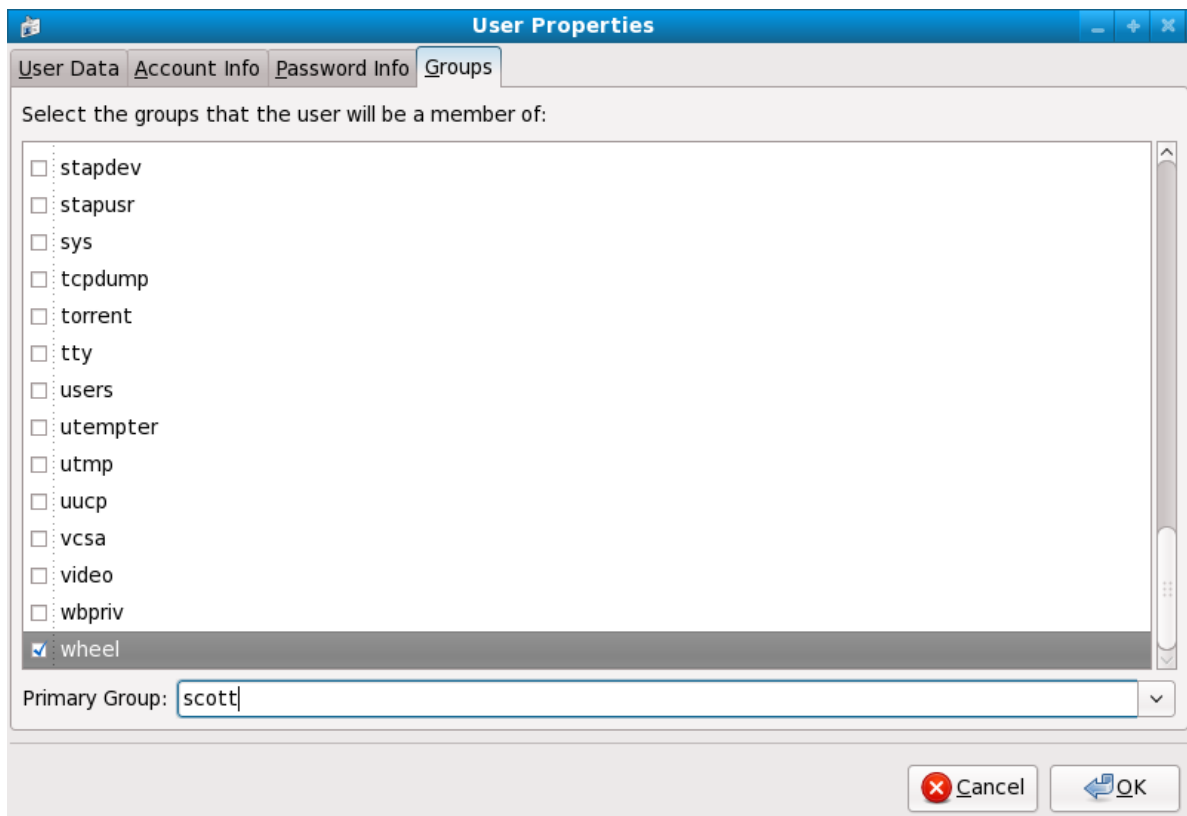 User Properties
User Data Account Info Password Info Groups
Select the groups that the user will be a member of:
stapdev
stapusr
sys
tcpdump
torrent
tty
users
utempter
utmp
uucp
vcsa
video
wbpriv
wheel
Primary Group: scott
Cancel OK